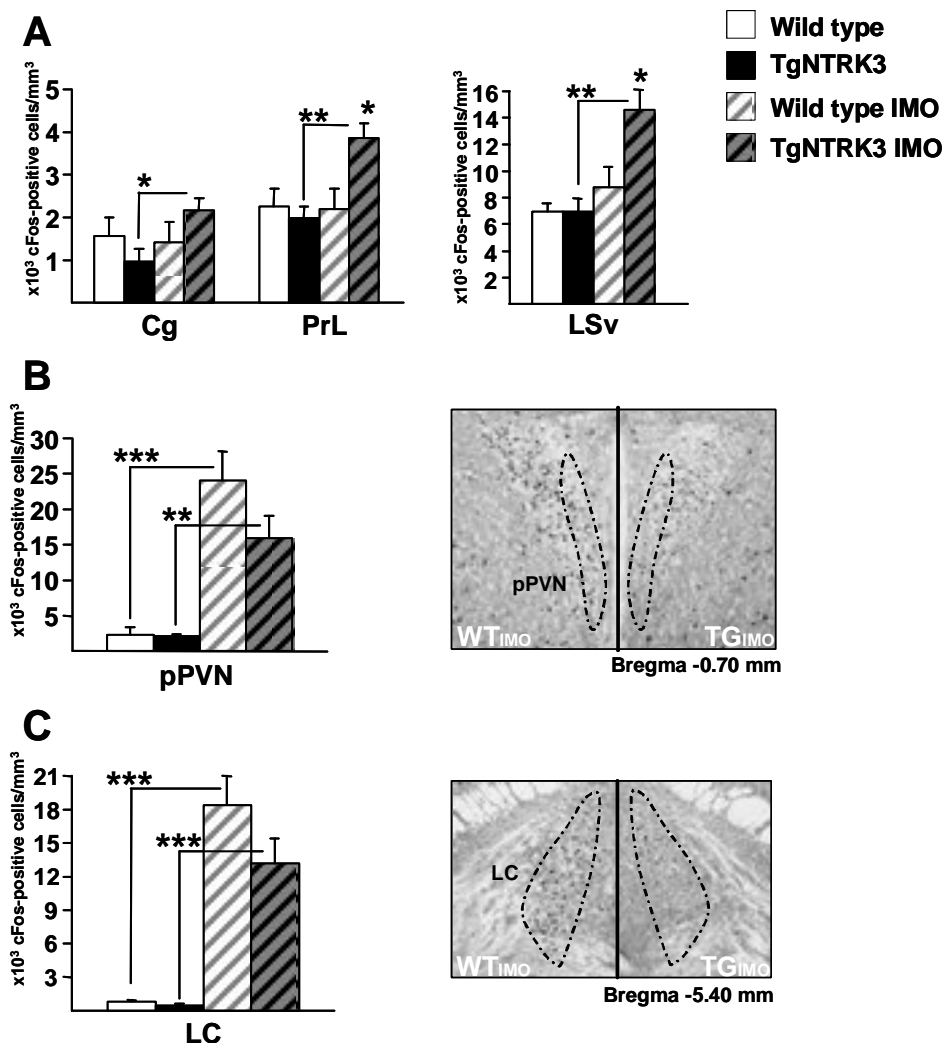 A
Wild type
TgNTRK3
Wild type IMO
TgNTRK3 IMO
x10³ cFos-positive cells/mm³
5
4
3
2
1
*
**
*
Cg
PrL
x10³ cFos-positive cells/mm³
16
14
12
10
8
6
4
2
**
*
LSv
B
x10³ cFos-positive cells/mm³
30
25
20
15
10
5
***
**
pPVN
pPVN
WTIMO
TGIMO
Bregma -0.70 mm
C
x10³ cFos-positive cells/mm³
21
18
15
12
9
6
3
***
***
LC
LC
WTIMO
TGIMO
Bregma -5.40 mm